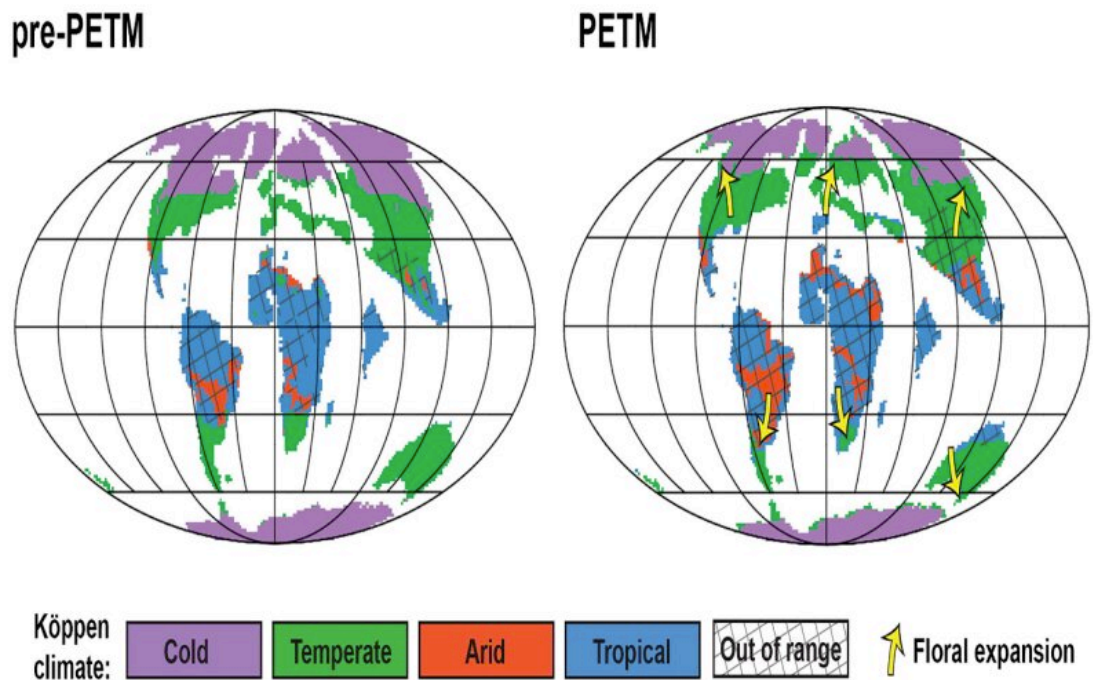 pre-PETM
PETM
Köppen
climate:
Cold
Temperate
Arid
Tropical
Out of range
Floral expansion